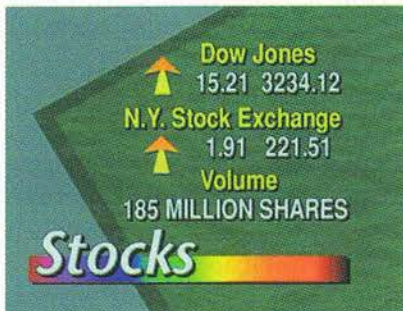 Dow Jones
15.21 3234.12
N.Y. Stock Exchange
1.91 221.51
Volume
185 MILLION SHARES
Stocks